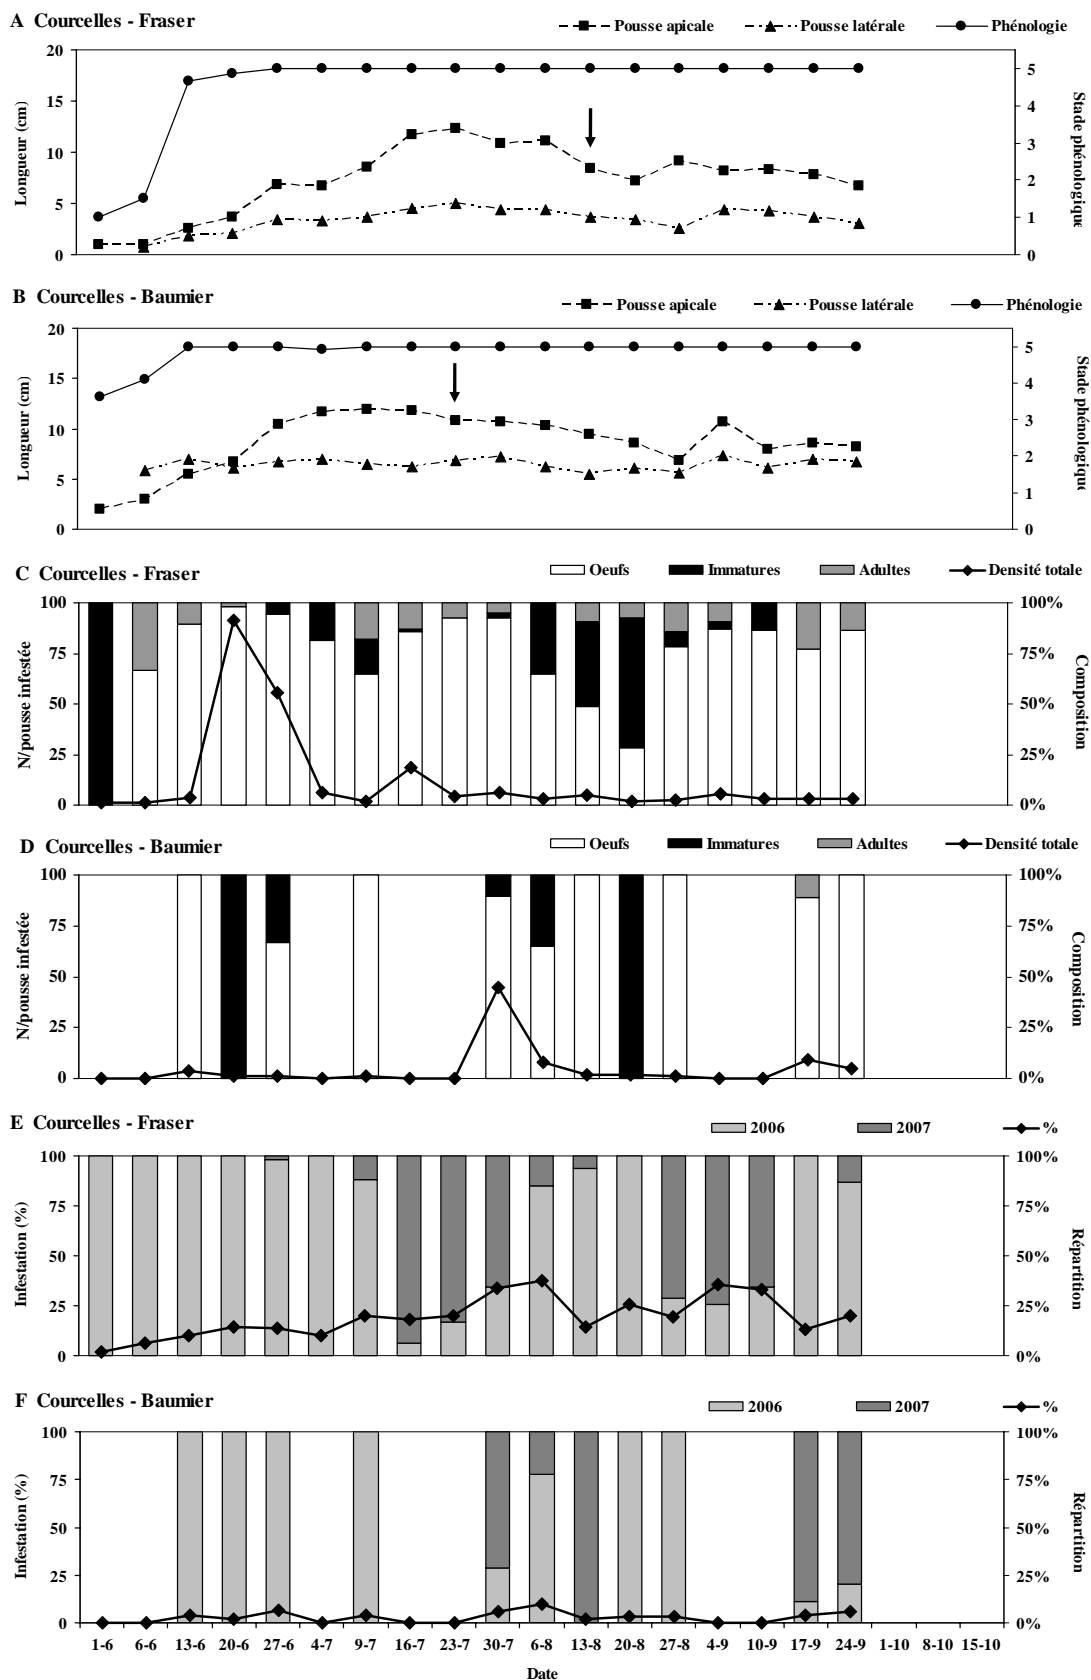 A Courcelles - Fraser
Pousse apicale Pousse latérale Phénologie
20
15
10
5
0
Longueur (cm)
5
4
3
2
1
0
Stade phénologique
B Courcelles - Baumier
Pousse apicale Pousse latérale Phénologie
20
15
10
5
0
Longueur (cm)
5
4
3
2
1
0
Stade phénologique
C Courcelles - Fraser
Oeufs Immatures Adultes Densité totale
100
75
50
25
0
N/pousse infestée
100%
75%
50%
25%
0%
Composition
D Courcelles - Baumier
Oeufs Immatures Adultes Densité totale
100
75
50
25
0
N/pousse infestée
100%
75%
50%
25%
0%
Composition
E Courcelles - Fraser
2006 2007 %
100
75
50
25
0
Infestation (%)
100%
75%
50%
25%
0%
Répartition
F Courcelles - Baumier
2006 2007 %
100
75
50
25
0
Infestation (%)
100%
75%
50%
25%
0%
Répartition
1-6 6-6 13-6 20-6 27-6 4-7 9-7 16-7 23-7 30-7 6-8 13-8 20-8 27-8 4-9 10-9 17-9 24-9 1-10 8-10 15-10
Date